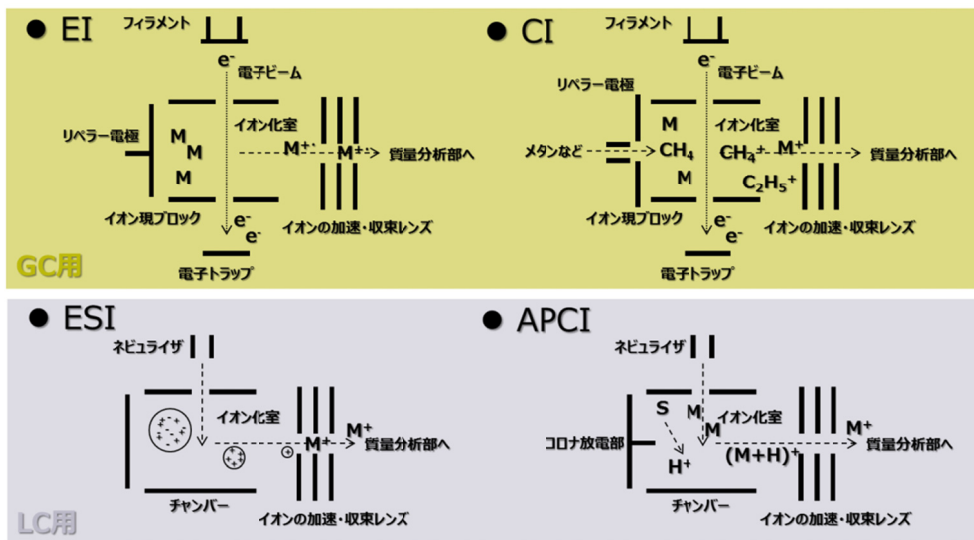 ● EI
フィラメント
e-
電子ビーム
リペラー電極
イオン化室
M
M
M
M+·
M+·
質量分析部へ
イオン現ブロック
e-
e-
イオンの加速・収束レンズ
電子トラップ
GC用
● CI
フィラメント
e-
電子ビーム
リペラー電極
イオン化室
M
メタンなど
CH4
CH4+
M+
質量分析部へ
M
C2H5+
イオン現ブロック
e-
e-
イオンの加速・収束レンズ
電子トラップ
● ESI
ネビュライザ
イオン化室
M+
M+
質量分析部へ
チャンバー
イオンの加速・収束レンズ
LC用
● APCI
ネビュライザ
S
M
イオン化室
M
M+
コロナ放電部
質量分析部へ
H+
(M+H)+
チャンバー
イオンの加速・収束レンズ